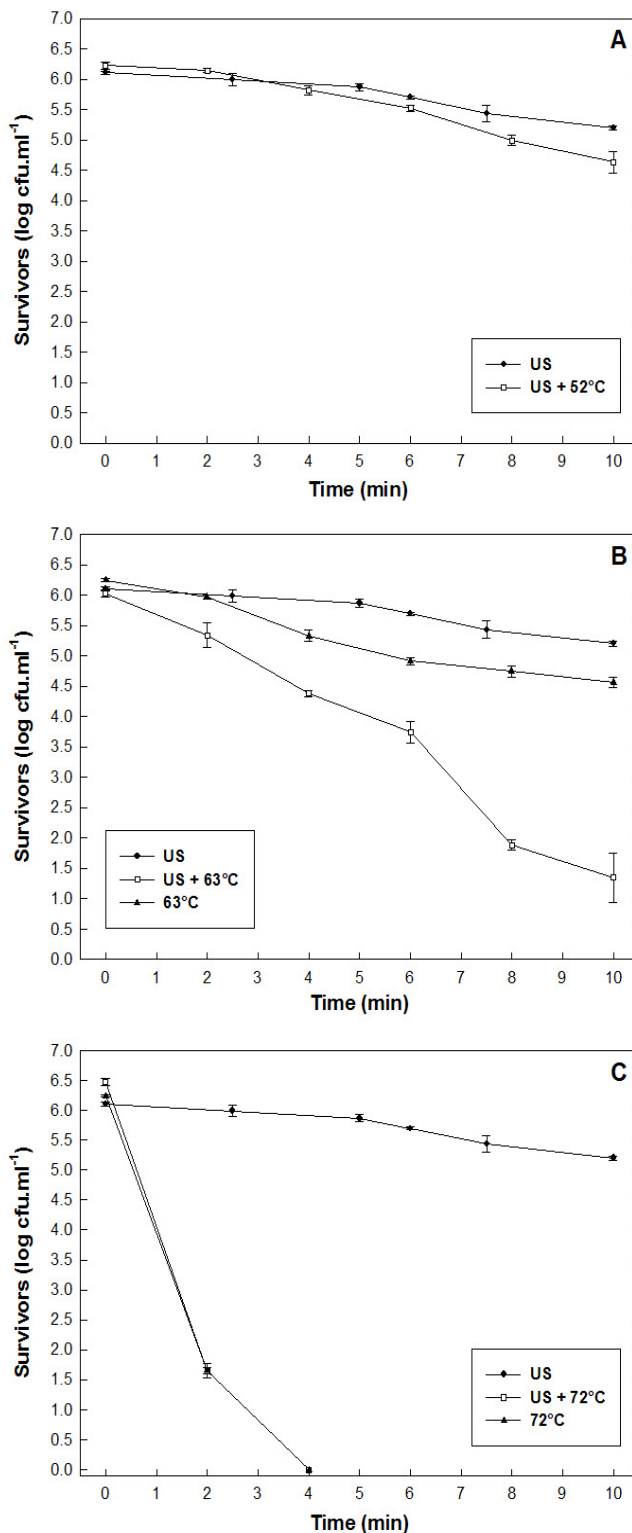 A
7.0
6.5
6.0
5.5
5.0
4.5
4.0
3.5
3.0
2.5
2.0
1.5
1.0
0.5
0.0
Survivors (log cfu.ml-1)
US
US + 52°C
0 1 2 3 4 5 6 7 8 9 10
Time (min)
B
7.0
6.5
6.0
5.5
5.0
4.5
4.0
3.5
3.0
2.5
2.0
1.5
1.0
0.5
0.0
Survivors (log cfu.ml-1)
US
US + 63°C
63°C
0 1 2 3 4 5 6 7 8 9 10
Time (min)
C
7.0
6.5
6.0
5.5
5.0
4.5
4.0
3.5
3.0
2.5
2.0
1.5
1.0
0.5
0.0
Survivors (log cfu.ml-1)
US
US + 72°C
72°C
0 1 2 3 4 5 6 7 8 9 10
Time (min)